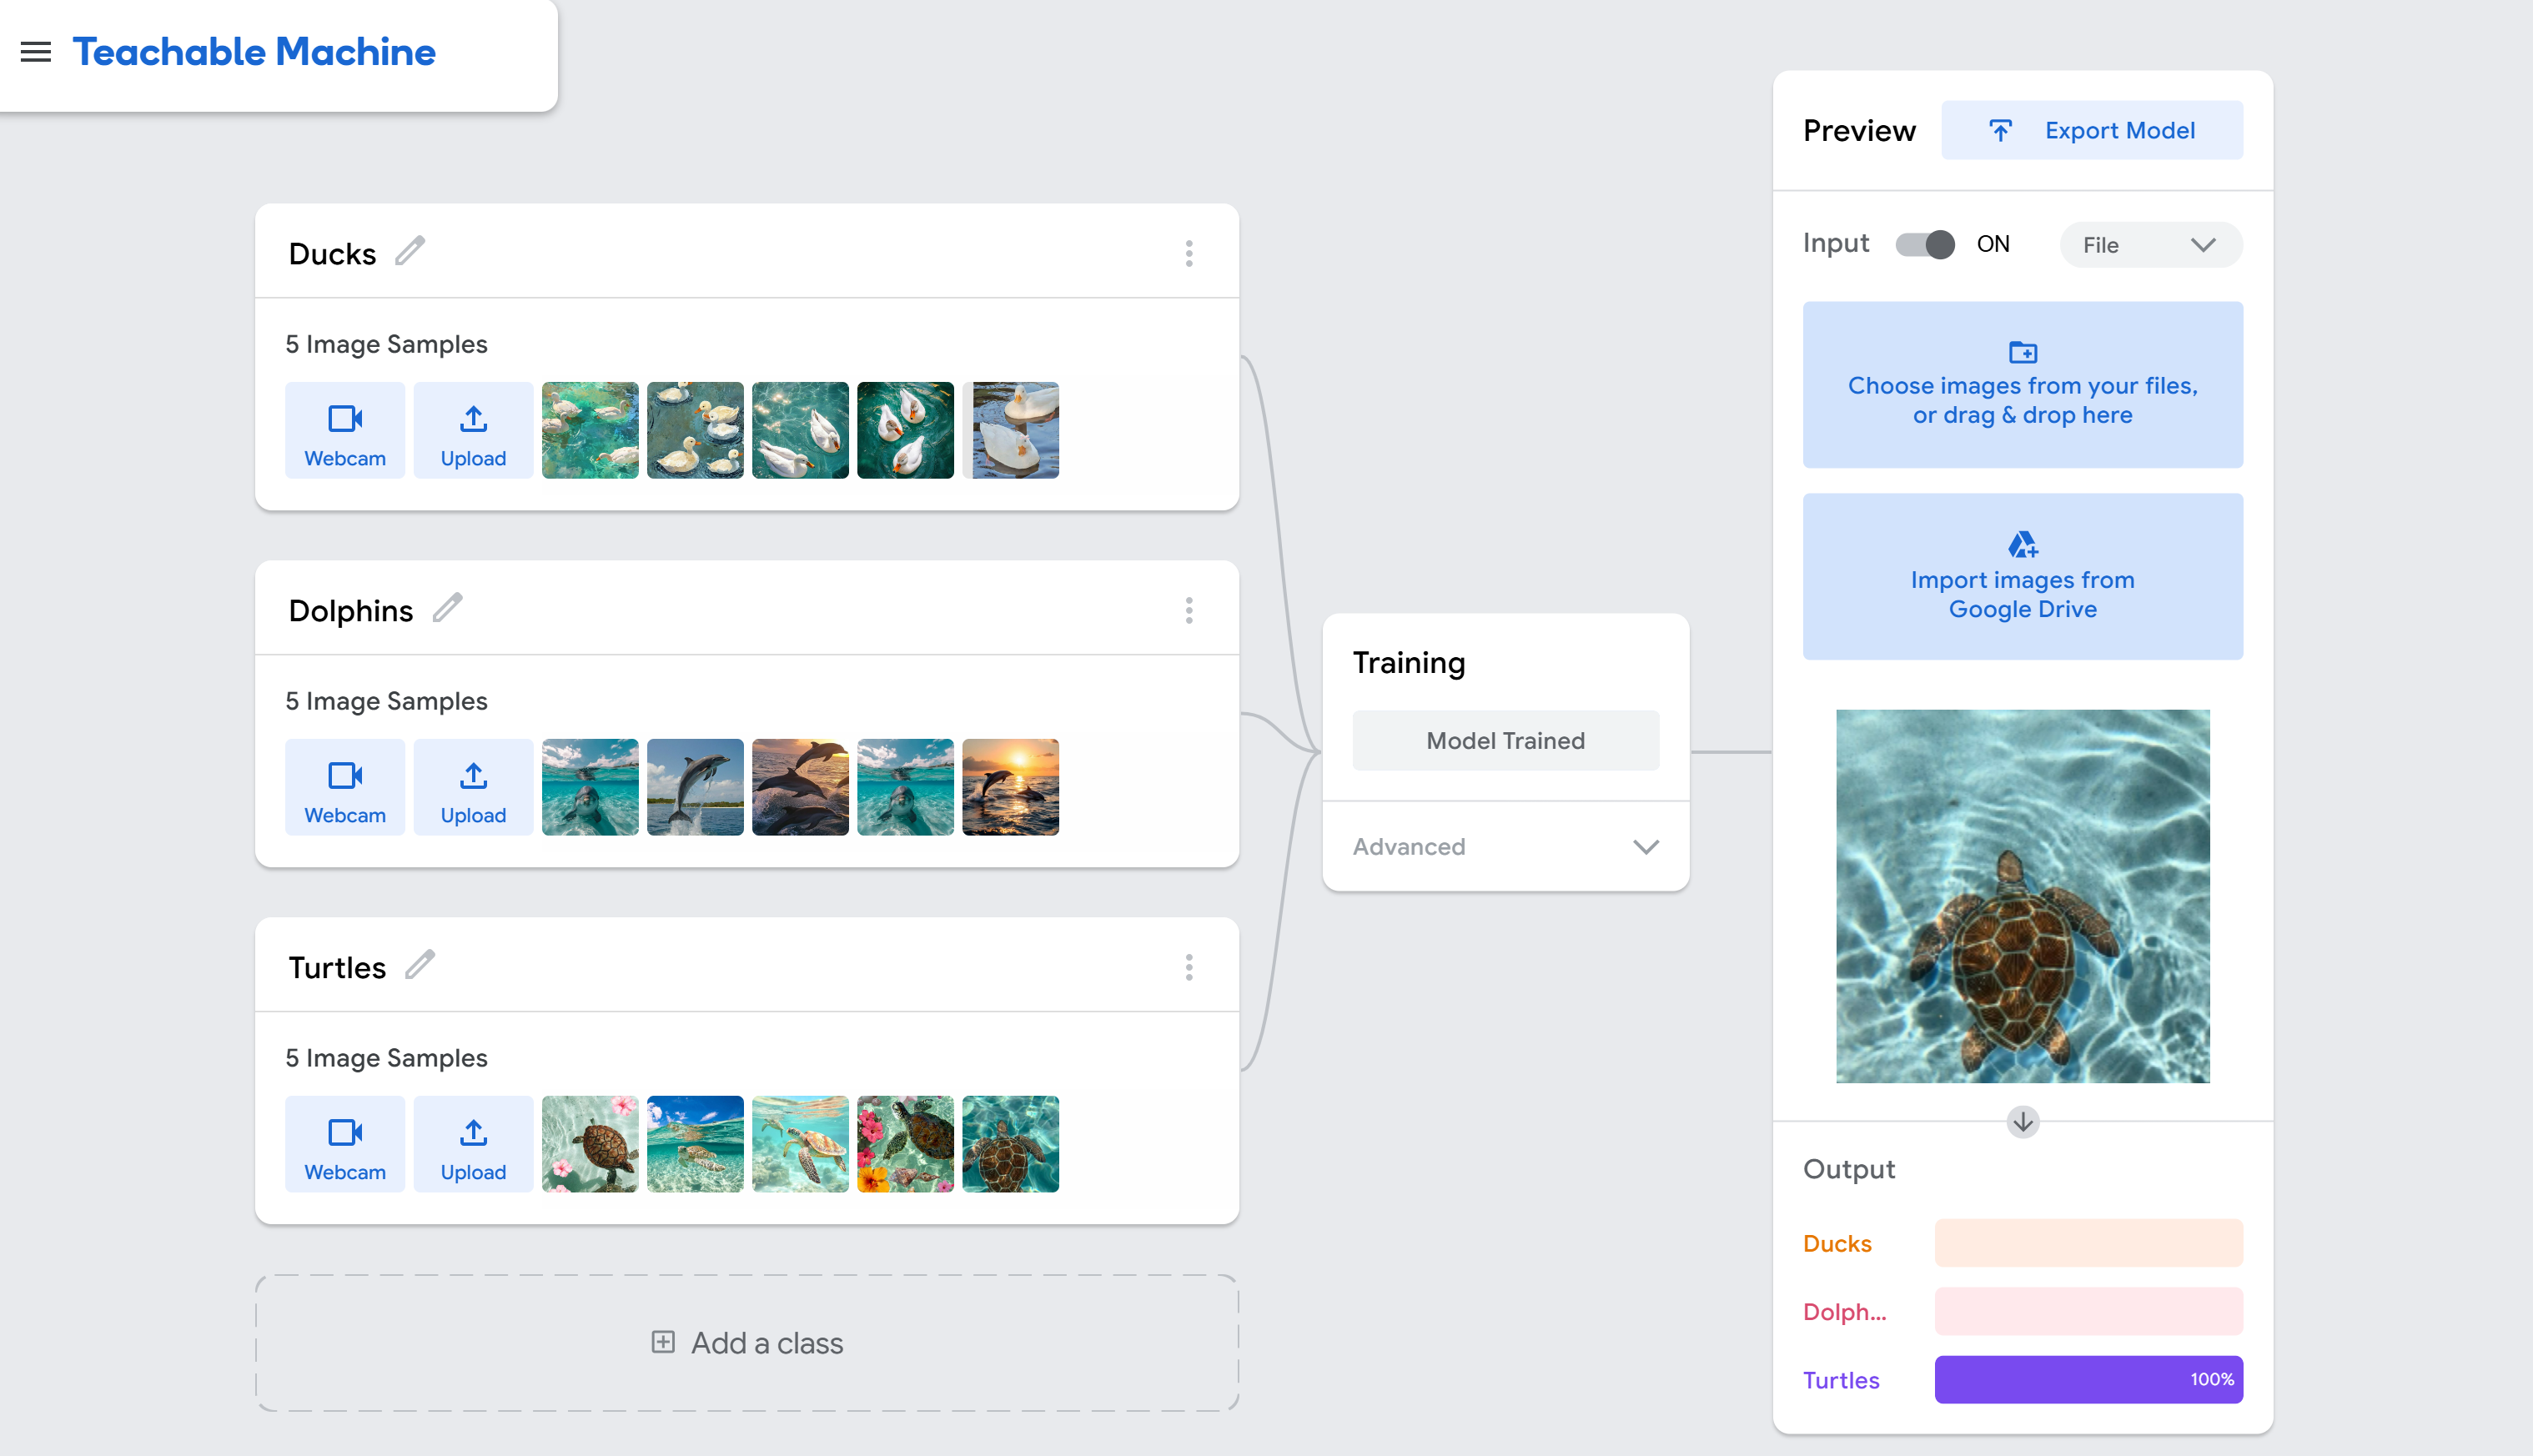 Teachable Machine
Ducks
5 Image Samples
Webcam
Upload
Dolphins
5 Image Samples
Webcam
Upload
Turtles
5 Image Samples
Webcam
Upload
Add a class
Training
Model Trained
Advanced
Preview
Export Model
Input
ON
File
Choose images from your files,
or drag & drop here
Import images from
Google Drive
Output
Ducks
Dolph...
Turtles
100%